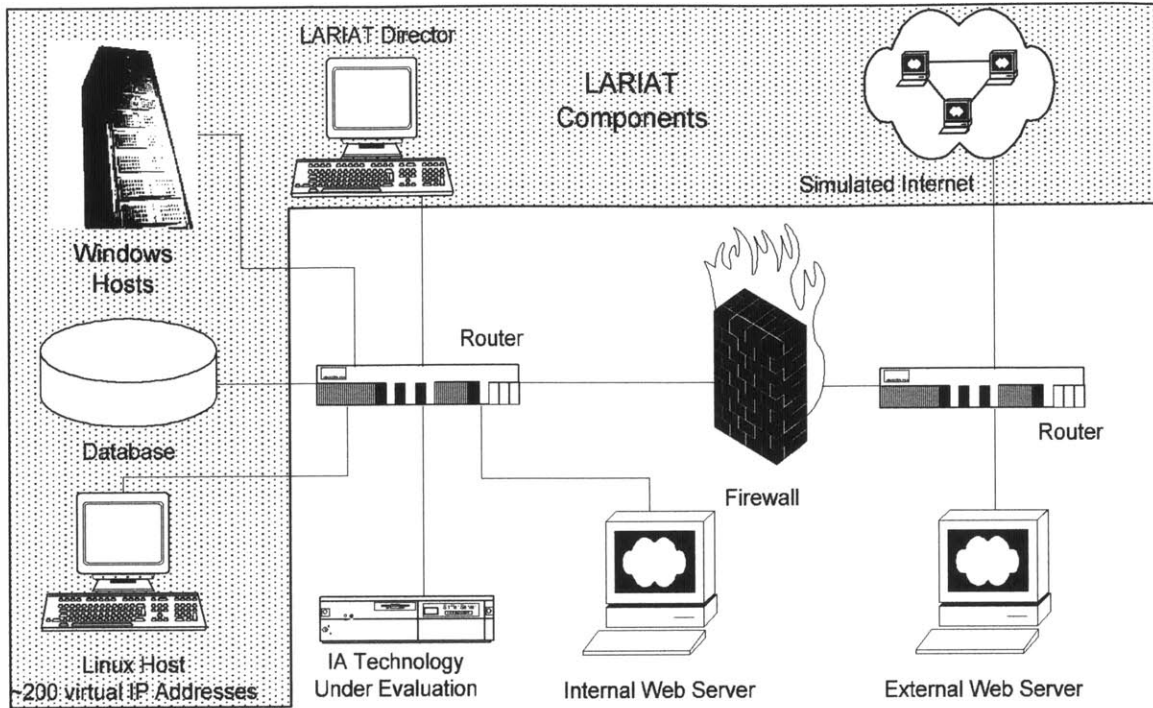 LARIAT Director
LARIAT
Components
Simulated Internet
Windows
Hosts
Router
Database
Router
Firewall
Linux Host
~200 virtual IP Addresses
IA Technology
Under Evaluation
Internal Web Server
External Web Server